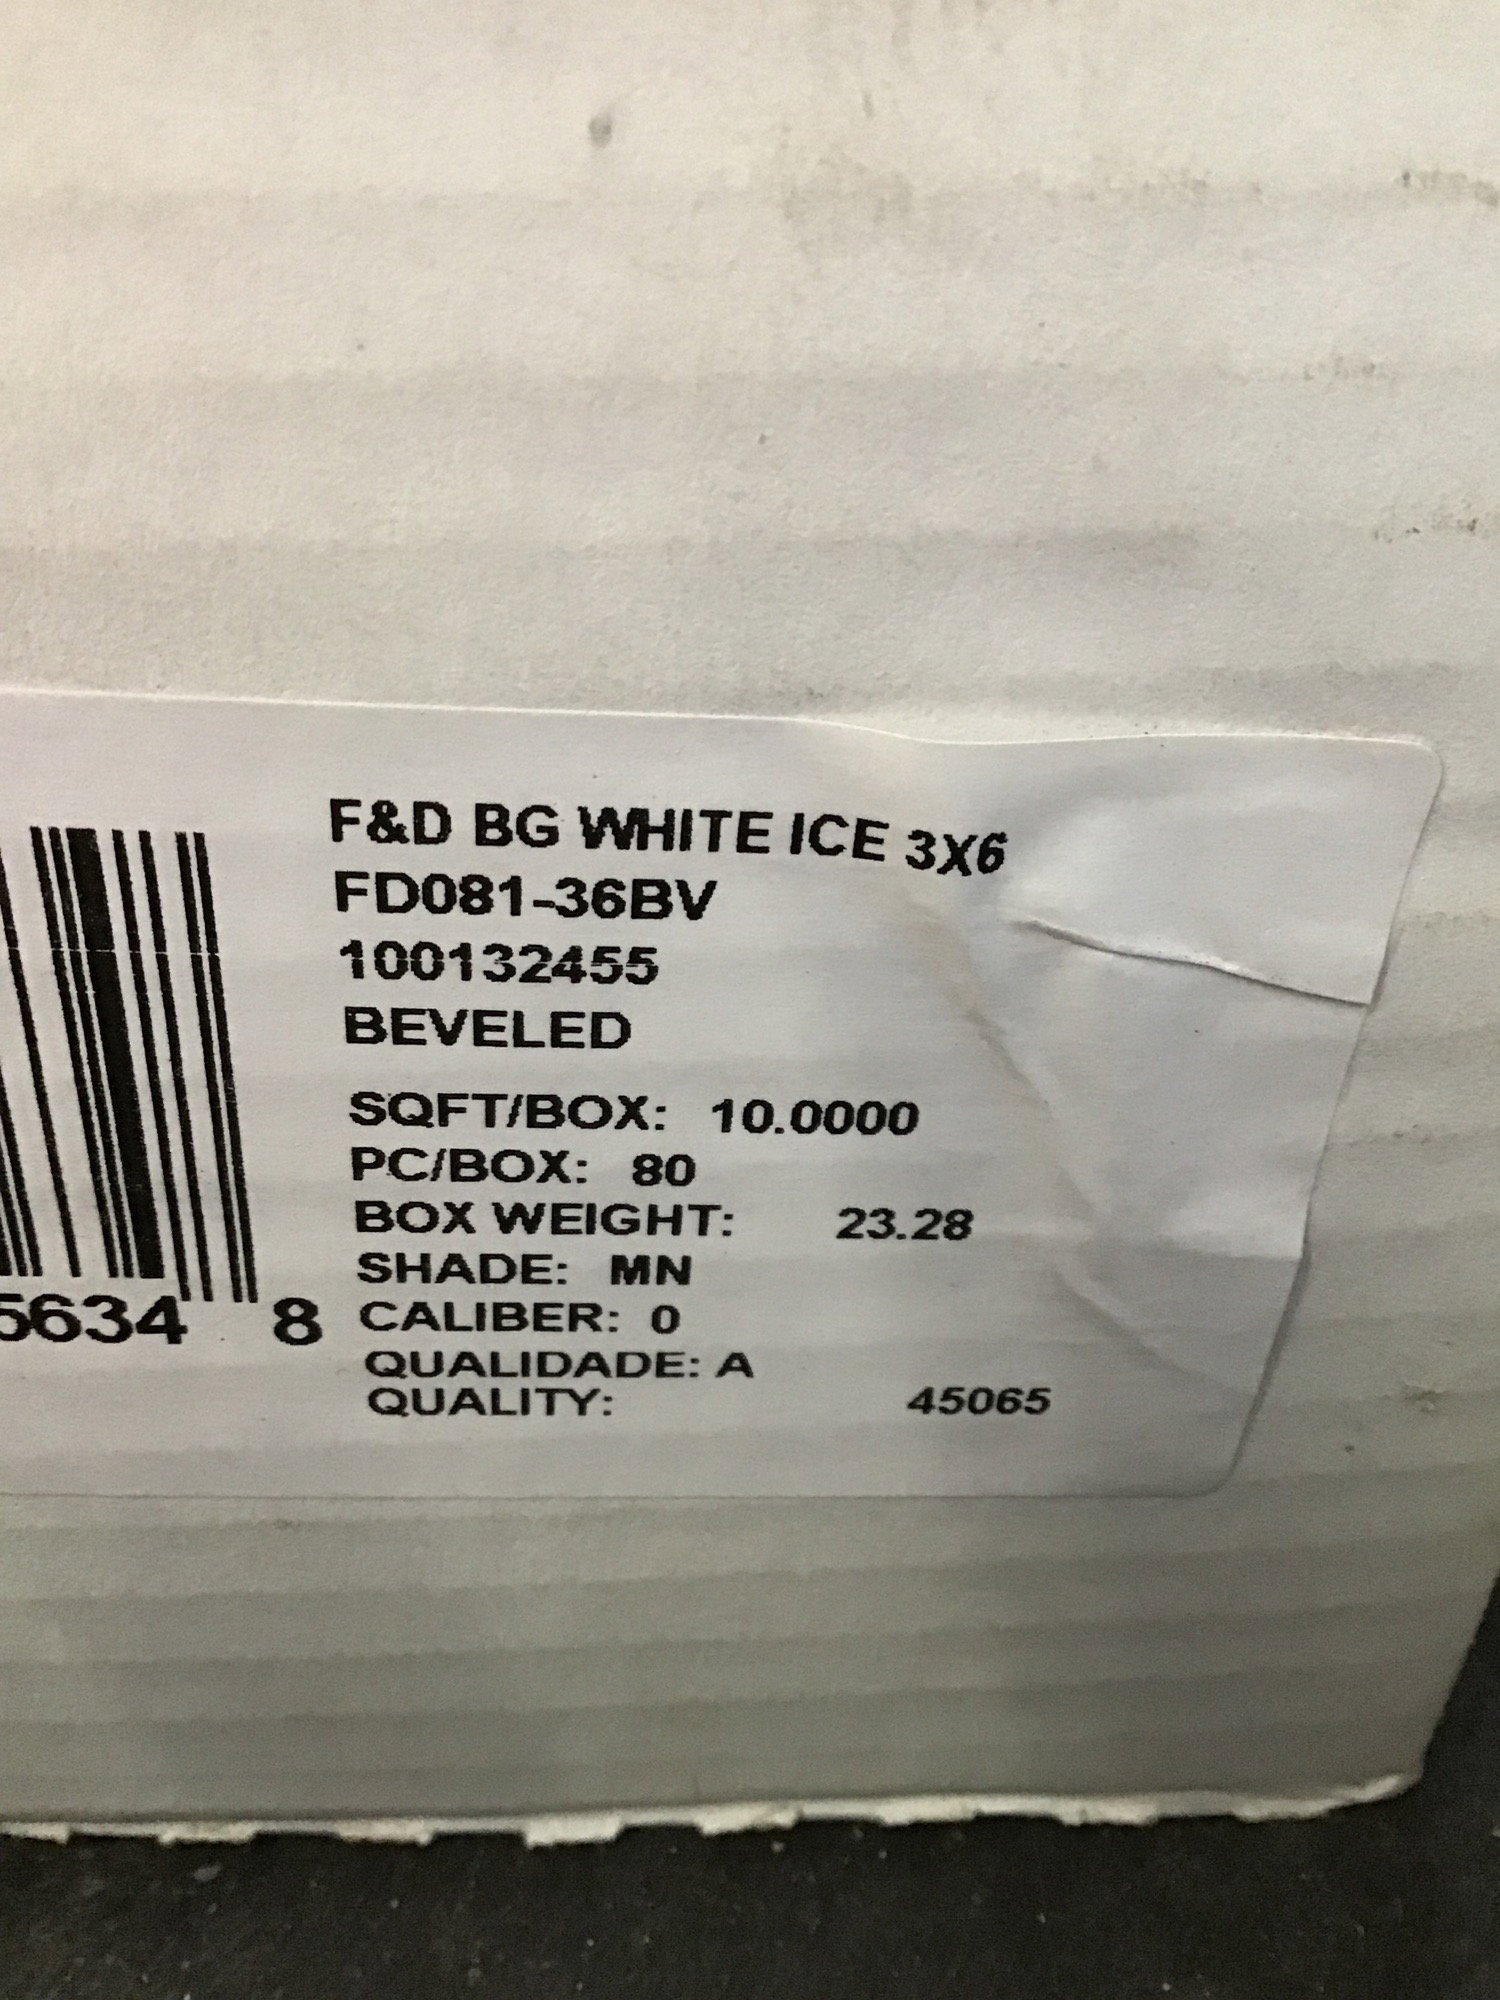 F&D BG WHITE ICE 3X6
FD081-36BV
100132455
BEVELED
SQFT/BOX: 10.0000
PC/BOX: 80
BOX WEIGHT: 23.28
SHADE: MN
5634 8 CALIBER: 0
QUALIDADE: A
QUALITY: 45065